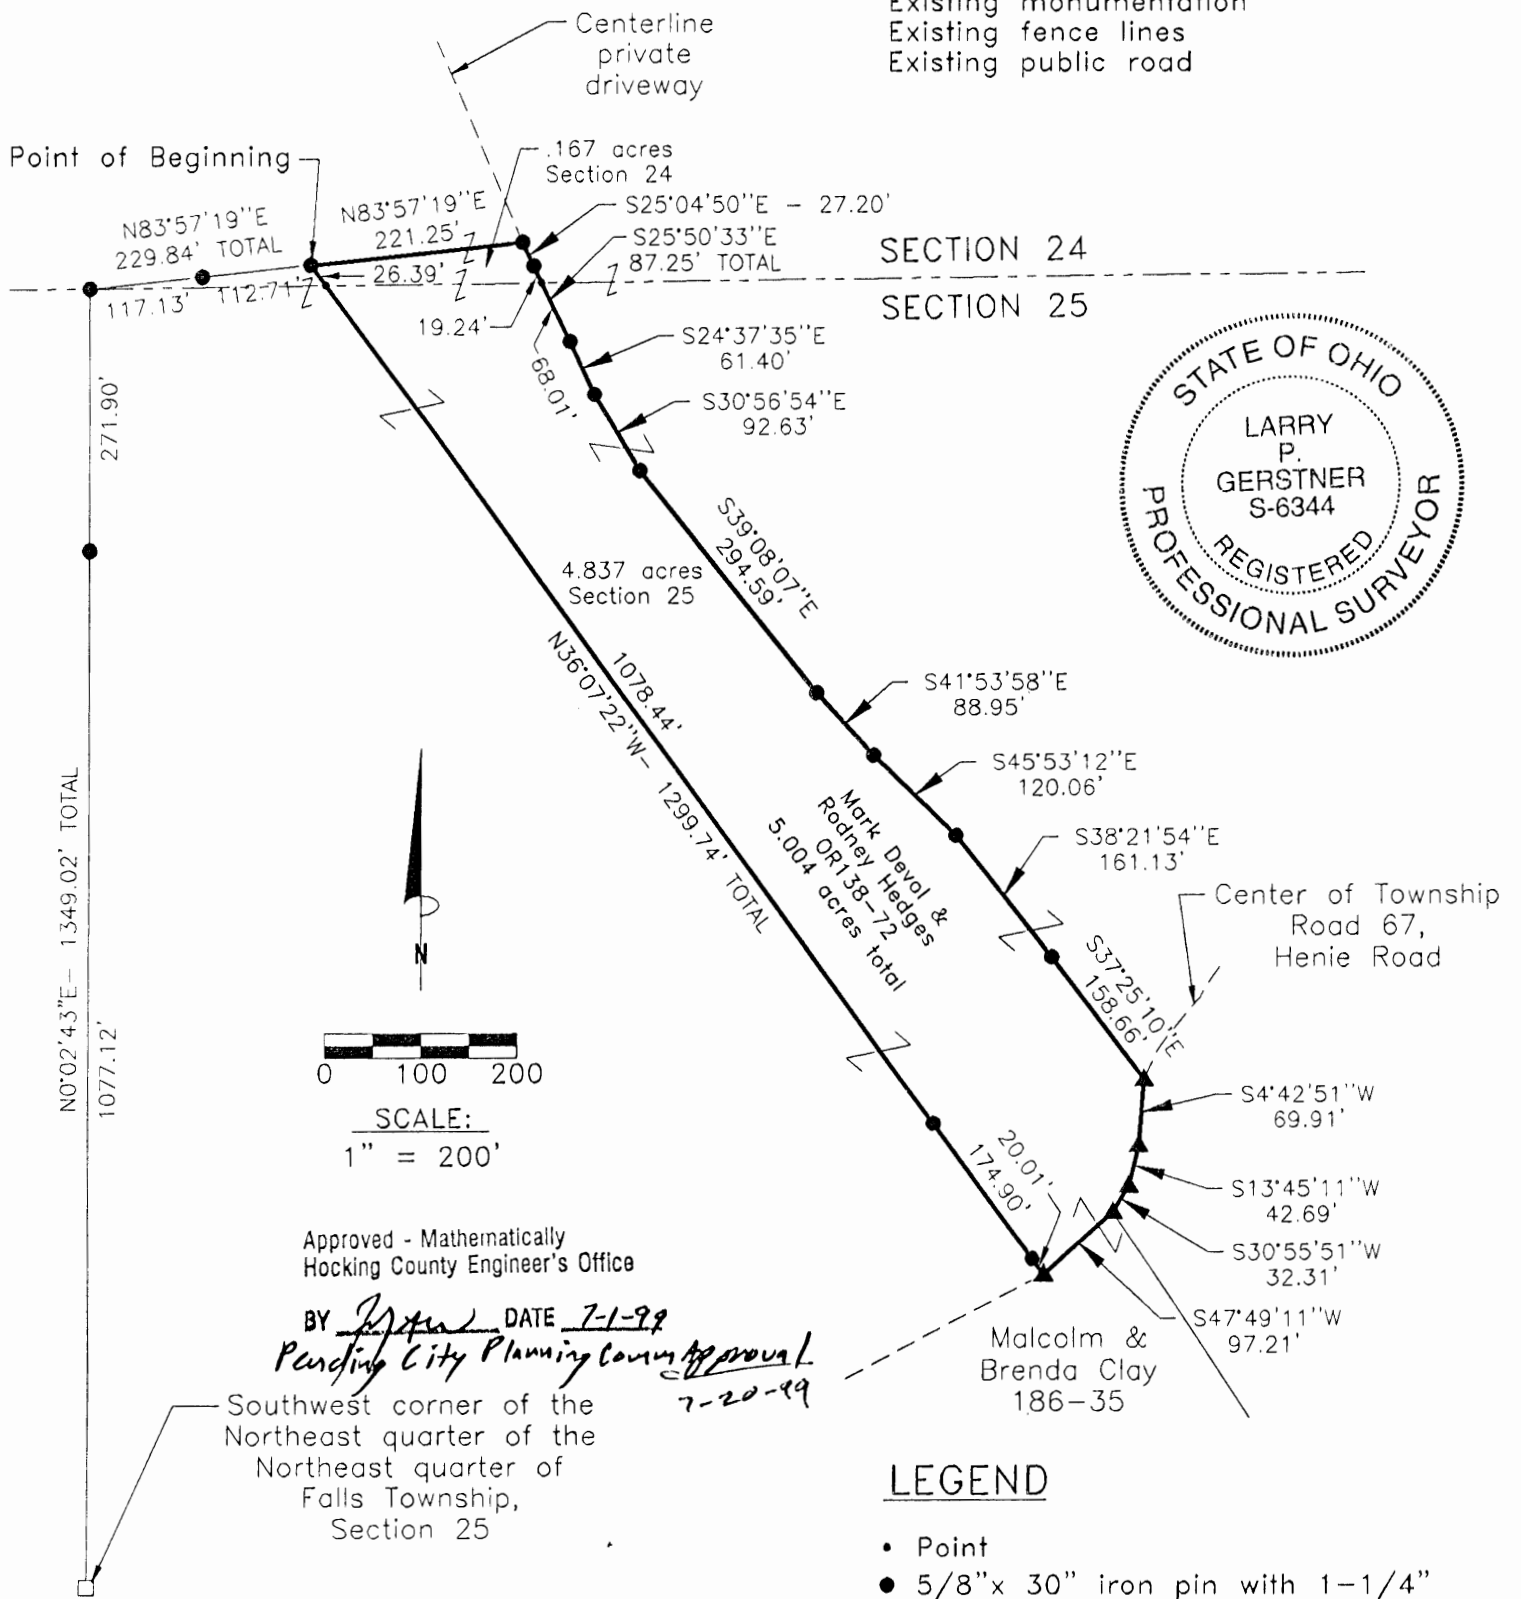 Existing monumentation
Existing fence lines
Existing public road
Centerline
private
driveway
Point of Beginning
.167 acres
Section 24
N83°57'19"E
229.84' TOTAL
N83°57'19"E
221.25'
S25°04'50"E - 27.20'
S25°50'33"E
87.25' TOTAL
SECTION 24
26.39'
117.13'
112.71'
SECTION 25
19.24'
68.01'
S24°37'35"E
61.40'
S30°56'54"E
92.63'
271.90'
STATE OF OHIO
LARRY
P.
GERSTNER
S-6344
REGISTERED
PROFESSIONAL SURVEYOR
S39°08'07"E
294.59'
4.837 acres
Section 25
1078.44'
N36°07'22"W- 1299.74' TOTAL
S41°53'58"E
88.95'
S45°53'12"E
120.06'
Mark Devol &
Rodney Hedges
OR138-72
5.004 acres total
S38°21'54"E
161.13'
N0°02'43"E- 1349.02' TOTAL
1077.12'
Center of Township
Road 67,
Henie Road
S37°25'10"E
158.66'
N
0 100 200
SCALE:
1" = 200'
S4°42'51"W
69.91'
20.01'
174.90'
S13°45'11"W
42.69'
S30°55'51"W
32.31'
S47°49'11"W
97.21'
Approved - Mathematically
Hocking County Engineer's Office
BY DATE 7-1-99
Pending City Planning Comm Approval
7-20-99
Malcolm &
Brenda Clay
186-35
Southwest corner of the
Northeast quarter of the
Northeast quarter of
Falls Township,
Section 25
LEGEND
• Point
● 5/8"x 30" iron pin with 1-1/4"